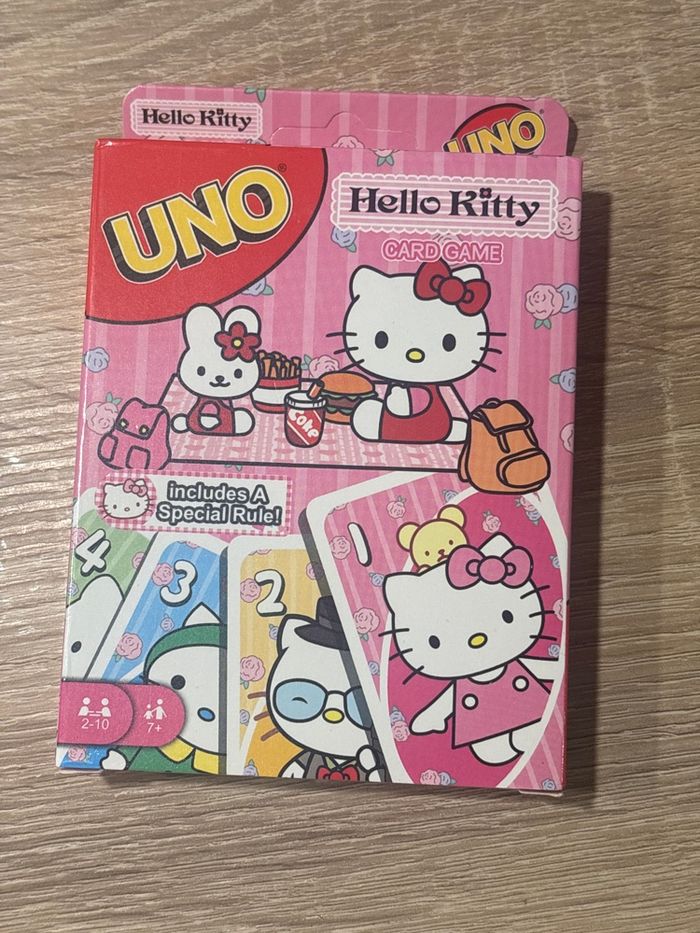 Hello Kitty
UNO
UNO®
Hello Kitty
CARD GAME
Coke
includes A
Special Rule!
4
3
2
1
2-10
7+